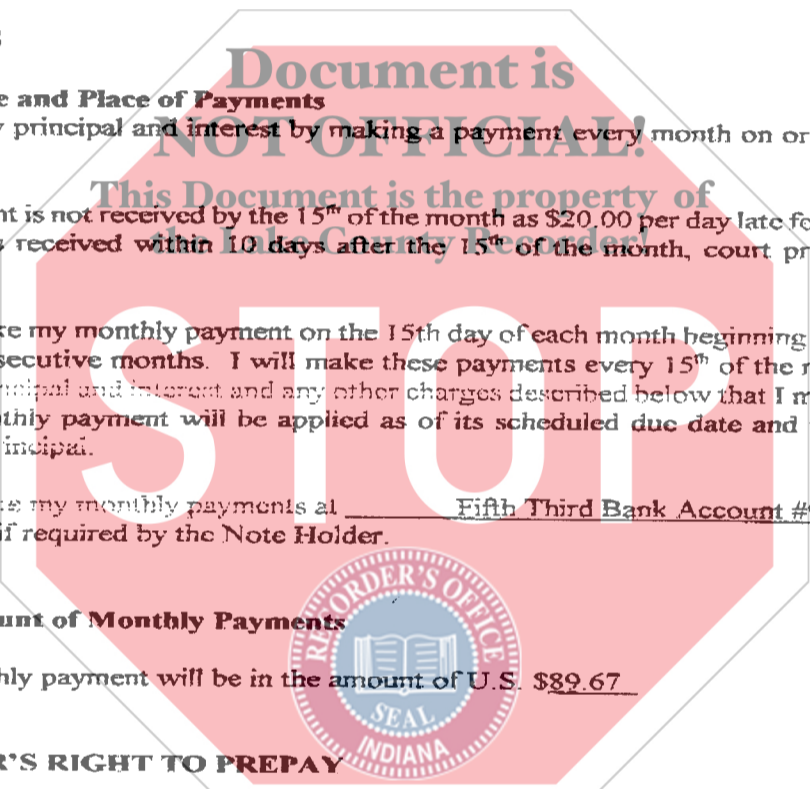 Document is
e and Place of Payments
principal and interest by making a payment every month on or
NOT OFFICIAL!
This Document is the property of
nt is not received by the 15th of the month as $20.00 per day late fo
the Lake County Recorder!
s received within 10 days after the 15th of the month, court pr
STOP
ke my monthly payment on the 15th day of each month beginning
secutive months. I will make these payments every 15th of the
ncipal and interest and any other charges described below that I m
thly payment will be applied as of its scheduled due date and
incipal.
ke my monthly payments at Fifth Third Bank Account #
if required by the Note Holder.
RECORDER'S OFFICE
SEAL
INDIANA
unt of Monthly Payments
hly payment will be in the amount of U.S. $89.67
R'S RIGHT TO PREPAY